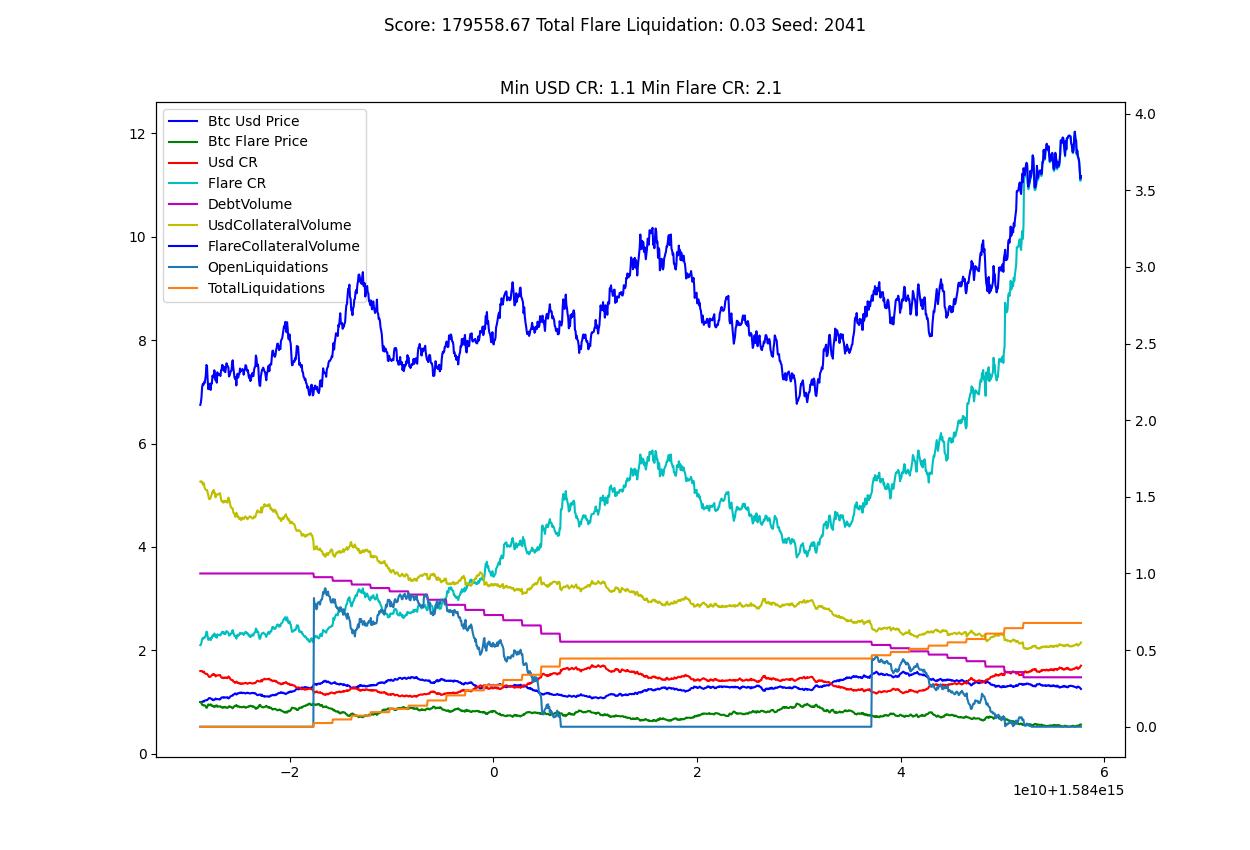 Score: 179558.67 Total Flare Liquidation: 0.03 Seed: 2041
Min USD CR: 1.1 Min Flare CR: 2.1
Btc Usd Price
Btc Flare Price
Usd CR
Flare CR
DebtVolume
UsdCollateralVolume
FlareCollateralVolume
OpenLiquidations
TotalLiquidations
12
10
8
6
4
2
0
4.0
3.5
3.0
2.5
2.0
1.5
1.0
0.5
0.0
−2 0 2 4 6
1e10+1.584e15